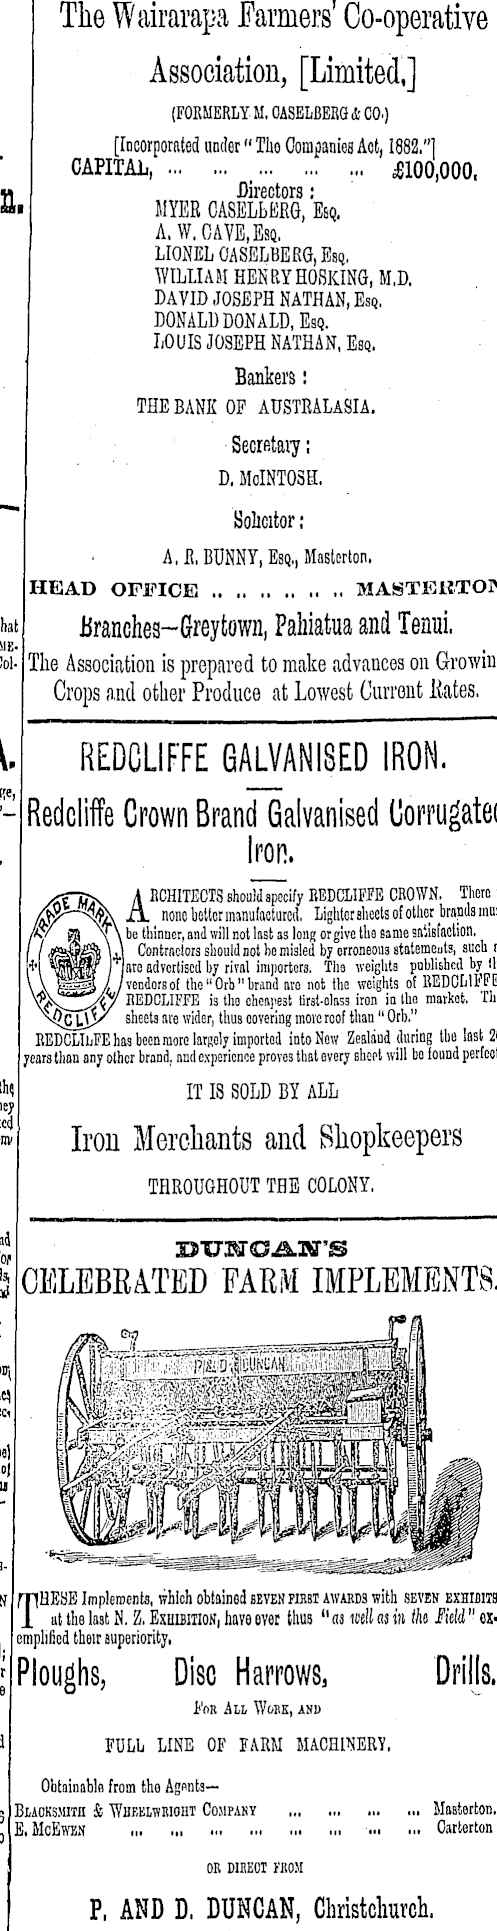 The Wairarapa Farmers' Co-operative
Association, [Limited,]
(FORMERLY M. CASELBERG & CO.)
[Incorporated under "The Companies Act, 1882."]
CAPITAL, ... ... ... ... ... £100,000.
Directors :
MYER CASELBERG, Esq.
A. W. CAVE, Esq.
LIONEL CASELBERG, Esq.
WILLIAM HENRY HOSKING, M.D.
DAVID JOSEPH NATHAN, Esq.
DONALD DONALD, Esq.
LOUIS JOSEPH NATHAN, Esq.
Bankers :
THE BANK OF AUSTRALASIA.
Secretary :
D. McINTOSH.
Solicitor :
A. R. BUNNY, Esq., Masterton.
HEAD OFFICE .. .. .. .. .. .. MASTERTON
Branches—Greytown, Pahiatua and Tenui.
The Association is prepared to make advances on Growin
Crops and other Produce at Lowest Current Rates.
REDCLIFFE GALVANISED IRON.
Redcliffe Crown Brand Galvanised Corrugated
Iron.
TRADE MARK
REDCLIFFE
ARCHITECTS should specify REDCLIFFE CROWN. There
none better manufactured. Lighter sheets of other brands mus
be thinner, and will not last as long or give the same satisfaction.
Contractors should not be misled by erroneous statements, such
are advertised by rival importers. The weights published by
vendors of the "Orb" brand are not the weights of REDCLIFFE
REDCLIFFE is the cheapest first-class iron in the market. Th
sheets are wider, thus covering more roof than "Orb."
REDCLIFFE has been more largely imported into New Zealand during the last
years than any other brand, and experience proves that every sheet will be found perfec
IT IS SOLD BY ALL
Iron Merchants and Shopkeepers
THROUGHOUT THE COLONY.
DUNCAN'S
CELEBRATED FARM IMPLEMENTS.
P. & D. DUNCAN
THESE Implements, which obtained SEVEN FIRST AWARDS with SEVEN EXHIBITS
at the last N. Z. EXHIBITION, have ever thus "as well as in the Field" ex-
emplified their superiority.
Ploughs, Disc Harrows, Drills.
FOR ALL WORK, AND
FULL LINE OF FARM MACHINERY.
Obtainable from the Agents—
BLACKSMITH & WHEELWRIGHT COMPANY ... ... ... ... Masterton.
E. McEWEN ... ... ... ... ... ... ... ... Carterton
OR DIRECT FROM
P. AND D. DUNCAN, Christchurch.